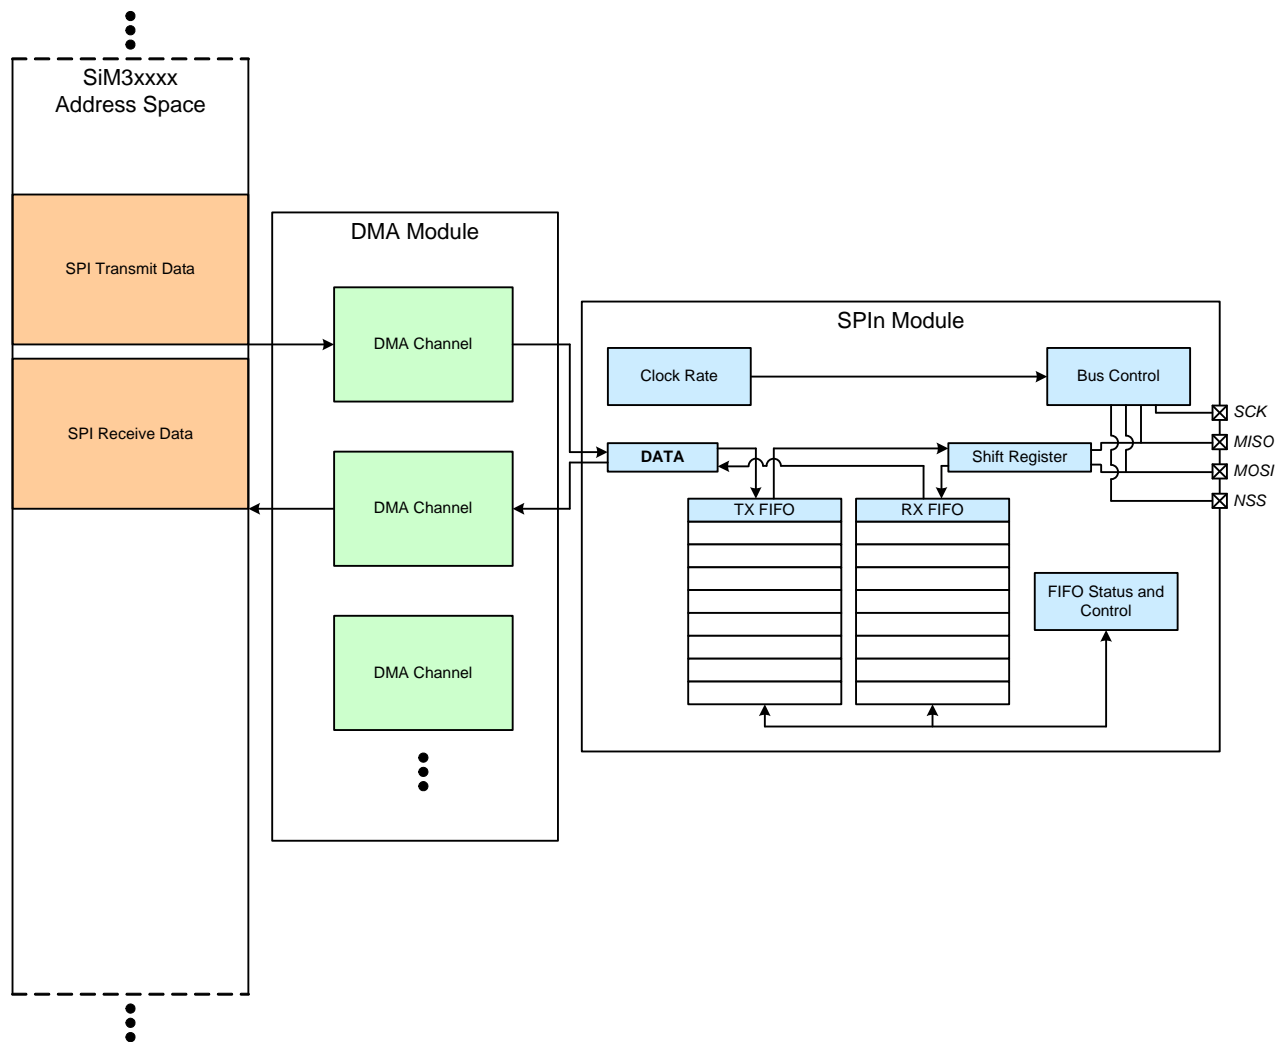 SiM3xxxx
Address Space
SPI Transmit Data
SPI Receive Data
DMA Module
DMA Channel
DMA Channel
DMA Channel
SPIn Module
Clock Rate
Bus Control
DATA
Shift Register
TX FIFO
RX FIFO
FIFO Status and
Control
SCK
MISO
MOSI
NSS